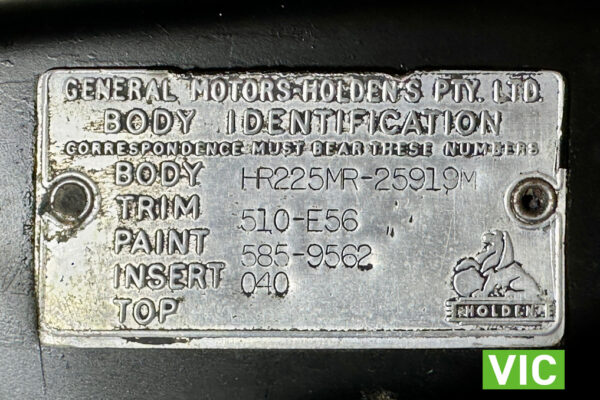 GENERAL MOTORS-HOLDEN'S PTY. LTD.
BODY IDENTIFICATION
CORRESPONDENCE MUST BEAR THESE NUMBERS
BODY HR225MR-25919M
TRIM 510-E56
PAINT 585-9562
INSERT 040
TOP
HOLDEN
VIC